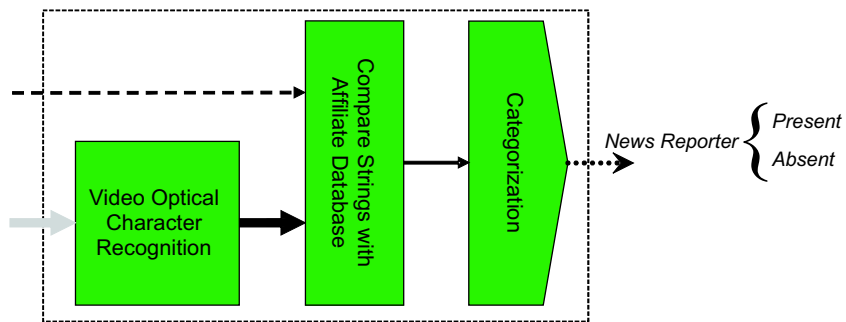 Video Optical
Character
Recognition
Compare Strings with
Affiliate Database
Categorization
News Reporter
Present
Absent